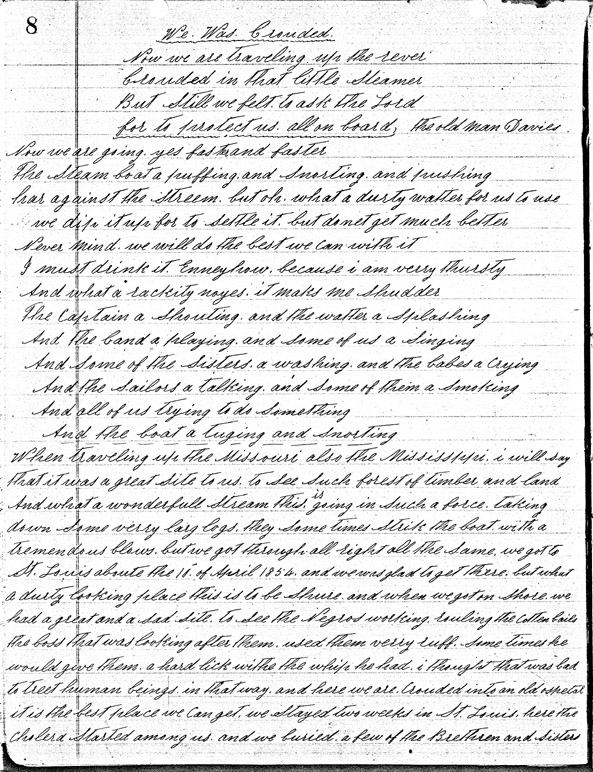 8
We. Was. Crouded.
Now we are traveling. up the rever
Crouded in that little Steamer
But Still we felt to ask the Lord
for to protect us. all on board, the old man Davies.
Now we are going. yes fast and faster
The Steam boat a puffing. and Snorting. and pushing
har against the Streem. but oh. what a durty watter for us to use
we dip it up for to settle it. but donet get much better
Never mind. we will do the best we can with it
I must drink it. Enneyhow. because i am verry thursty
And what a rackity noyes. it maks me Shudder
The Captain a Shouting. and the watter a Splashing
And the band a playing. and Some of us a Singing
And Some of the Sisters. a washing. and the babes a Crying
And the Sailors a talking. and Some of them a Smoking
And all of us trying to do Something
And the boat a tuging and Snorting
When traveling up the Missouri also the Mississppi. i will say
that it was a great Site to us. to See Such forest of timber and land
And what a wonderfull Stream this. is going in Such a force. taking
down Some verry larg logs. they Some times Strik the boat. with a
tremendous blows. but we got through all right all the Same. we got to
St. Louis aboute the 11. of April 1854. and we was glad to get there. but what
a durty looking place this is to be Shure. and when we got on Shore. we
had a great and a Sad Site. to See the Negros working. rouling the Cotten bails
the boss that was looking after them. used them verry ruff. Some times he
would give them. a hard lick withe the whip he had. i thought that was bad
to treet human beings. in that way. and here we are. Crouded into an old ospetal
it is the best place we can get. we Stayed two weeks in St. Louis. here the
Cholera Started among us. and we buried. a few of the Brethren and Sisters